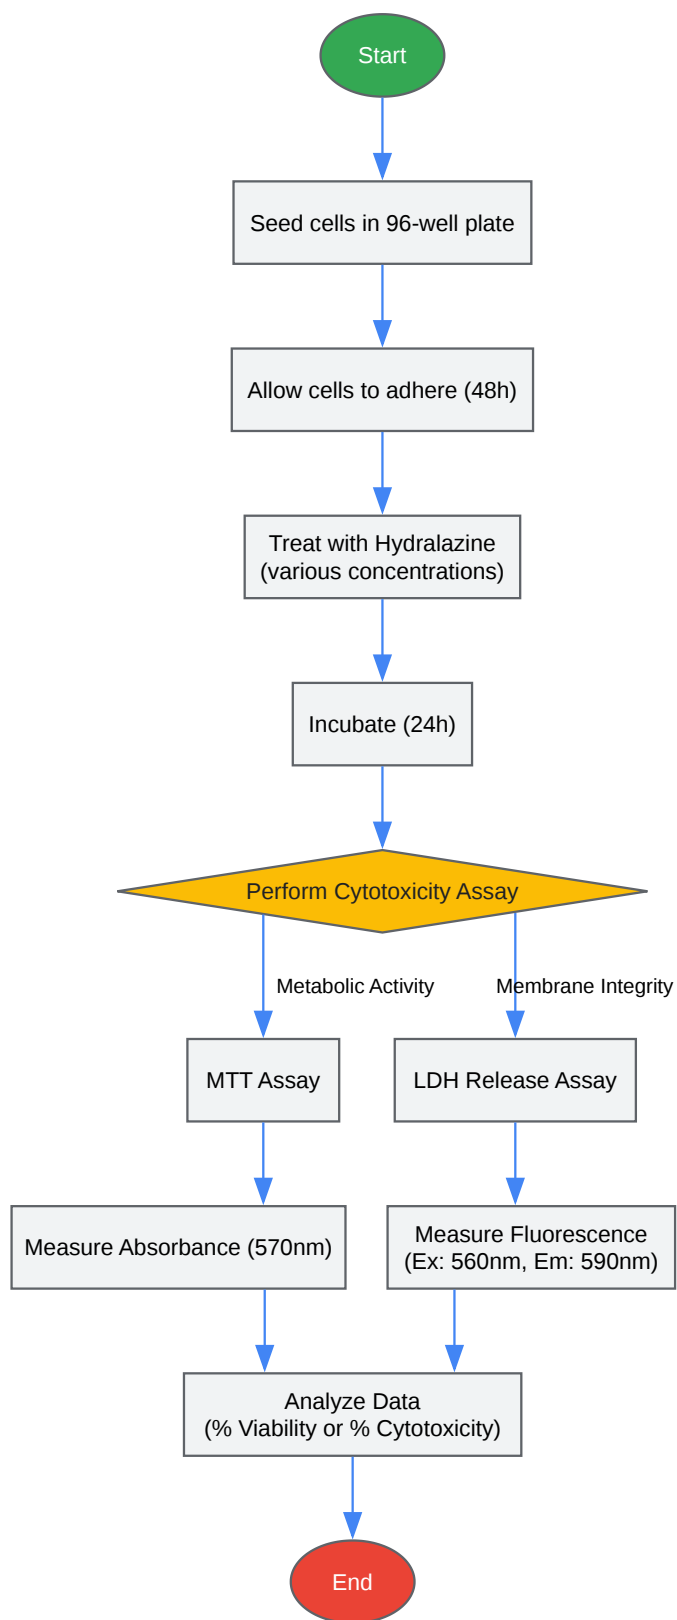 Start
Seed cells in 96-well plate
Allow cells to adhere (48h)
Treat with Hydralazine
(various concentrations)
Incubate (24h)
Perform Cytotoxicity Assay
Metabolic Activity
Membrane Integrity
MTT Assay
LDH Release Assay
Measure Absorbance (570nm)
Measure Fluorescence
(Ex: 560nm, Em: 590nm)
Analyze Data
(% Viability or % Cytotoxicity)
End